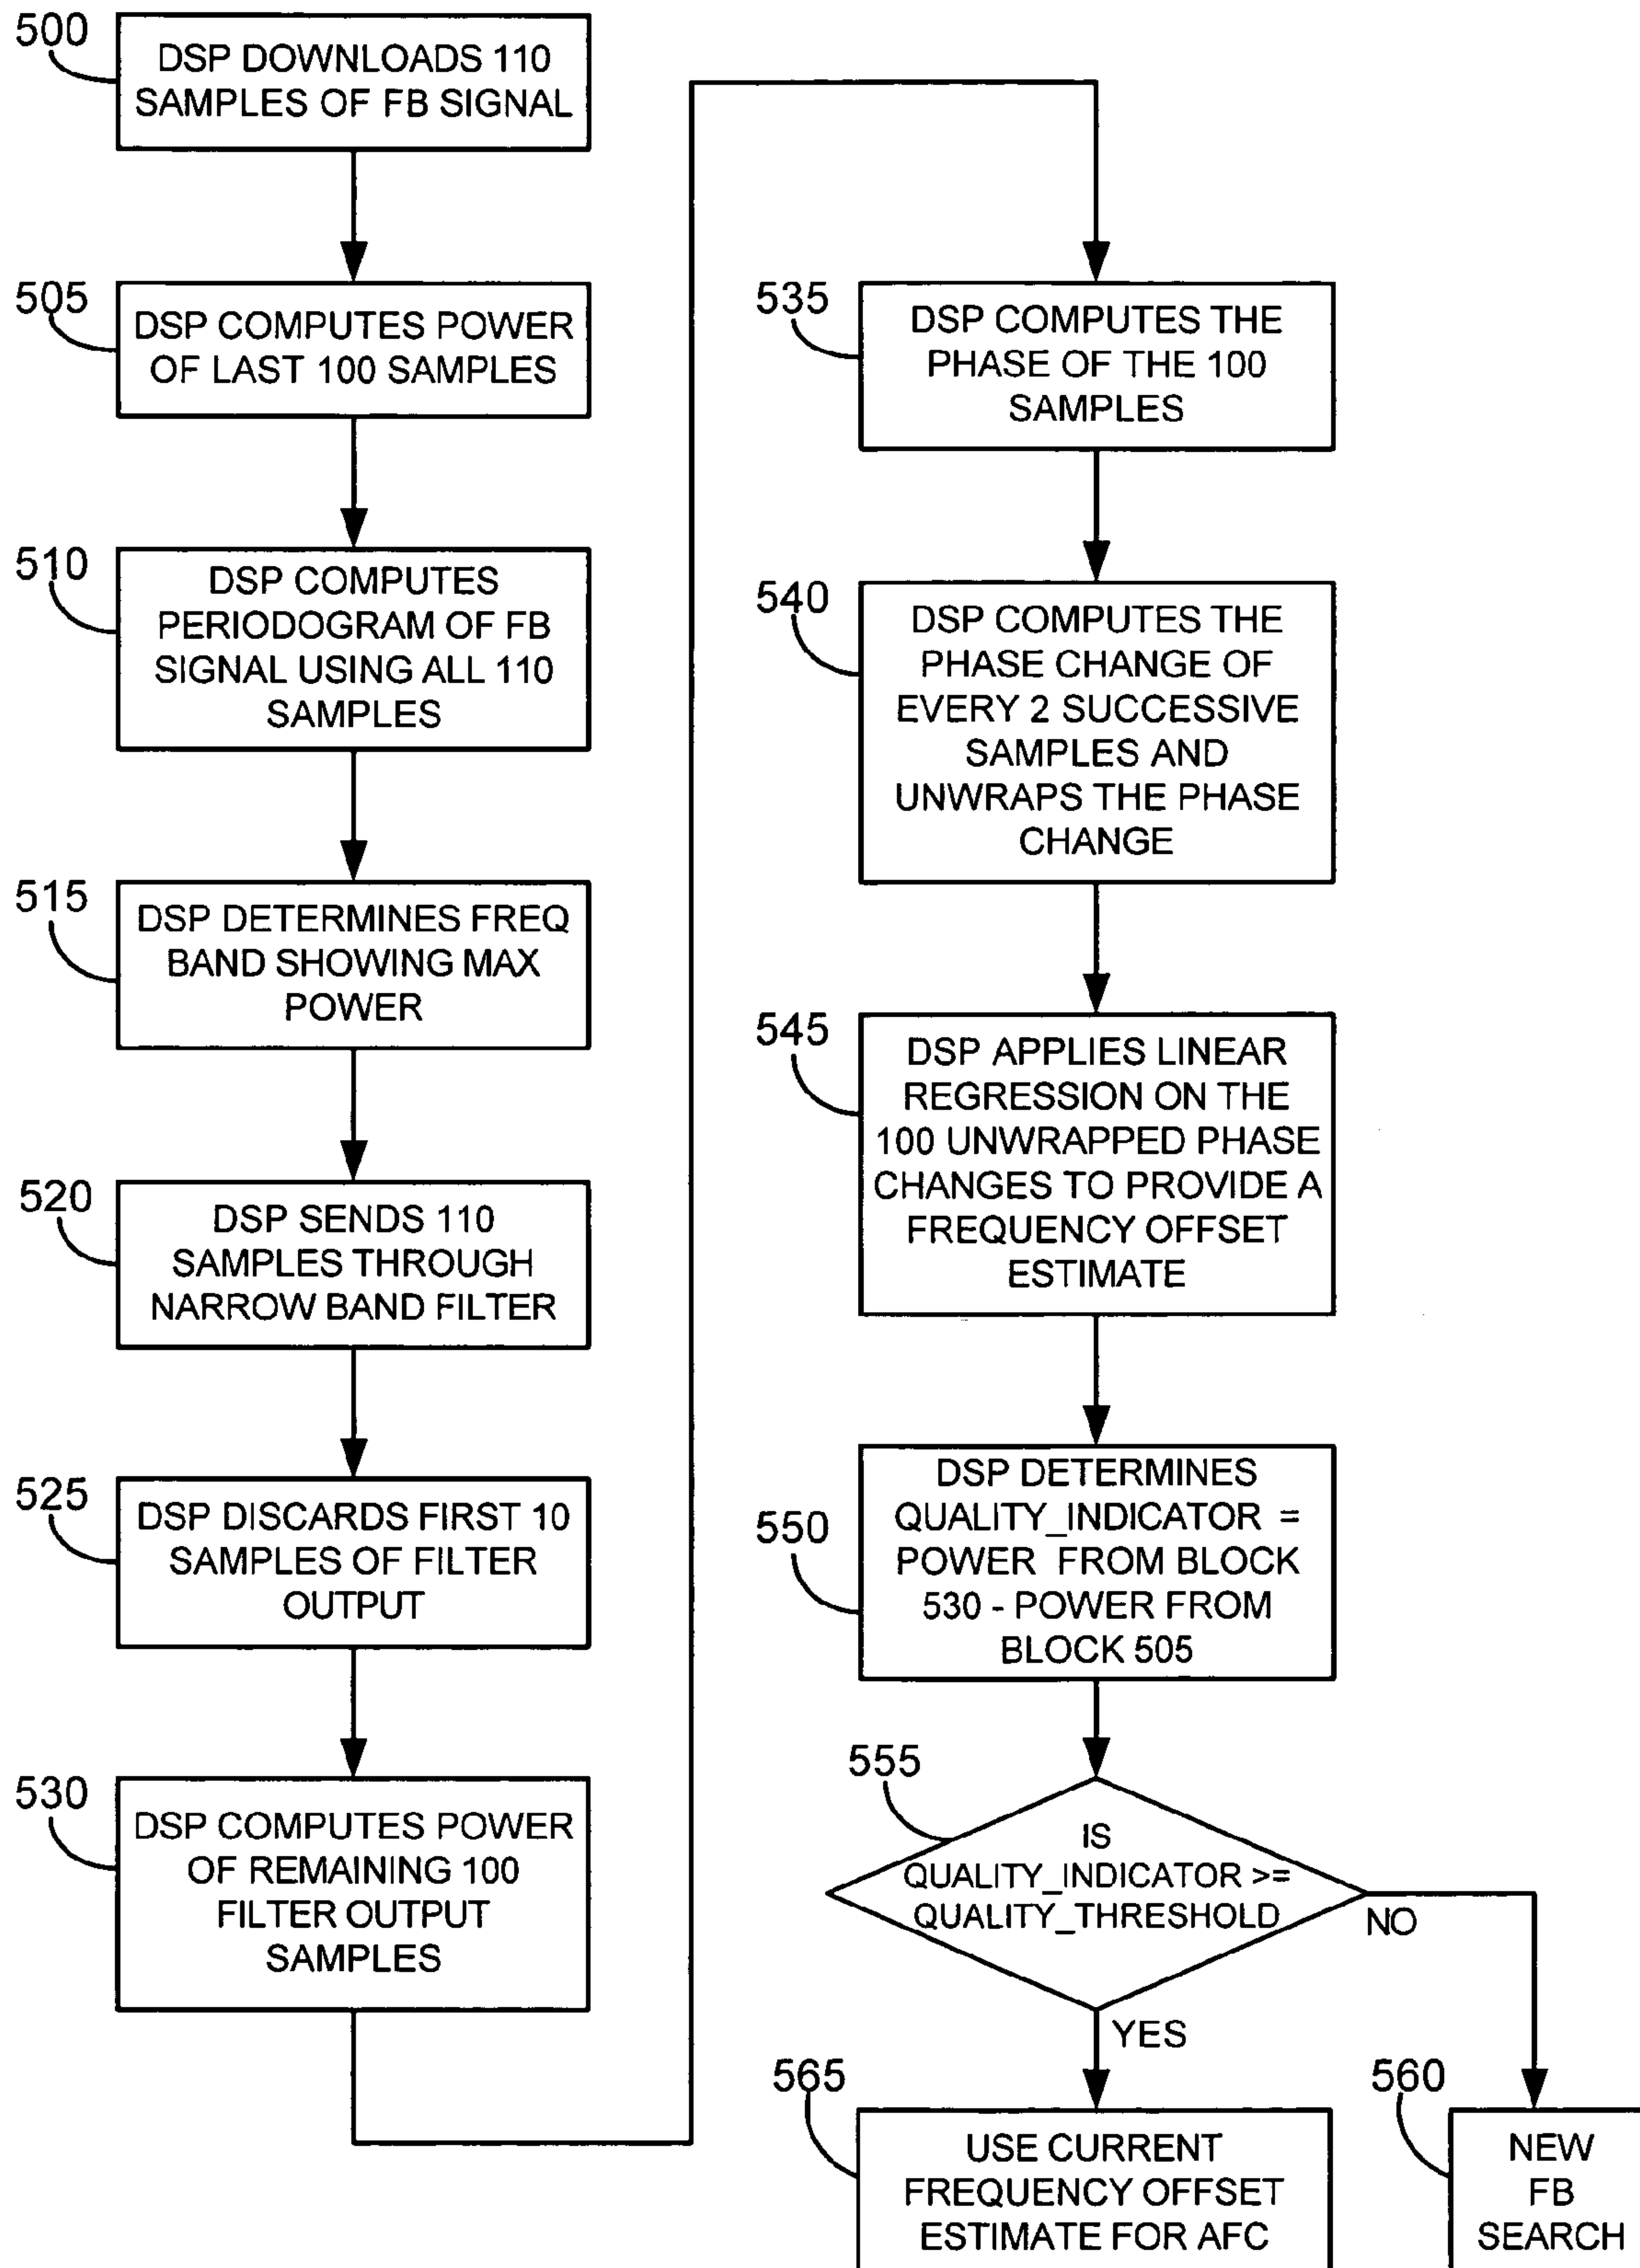 500
DSP DOWNLOADS 110
SAMPLES OF FB SIGNAL
505
DSP COMPUTES POWER
OF LAST 100 SAMPLES
510
DSP COMPUTES
PERIODOGRAM OF FB
SIGNAL USING ALL 110
SAMPLES
515
DSP DETERMINES FREQ
BAND SHOWING MAX
POWER
520
DSP SENDS 110
SAMPLES THROUGH
NARROW BAND FILTER
525
DSP DISCARDS FIRST 10
SAMPLES OF FILTER
OUTPUT
530
DSP COMPUTES POWER
OF REMAINING 100
FILTER OUTPUT
SAMPLES
535
DSP COMPUTES THE
PHASE OF THE 100
SAMPLES
540
DSP COMPUTES THE
PHASE CHANGE OF
EVERY 2 SUCCESSIVE
SAMPLES AND
UNWRAPS THE PHASE
CHANGE
545
DSP APPLIES LINEAR
REGRESSION ON THE
100 UNWRAPPED PHASE
CHANGES TO PROVIDE A
FREQUENCY OFFSET
ESTIMATE
550
DSP DETERMINES
QUALITY_INDICATOR =
POWER FROM BLOCK
530 - POWER FROM
BLOCK 505
555
IS
QUALITY_INDICATOR >=
QUALITY_THRESHOLD
NO
YES
565
USE CURRENT
FREQUENCY OFFSET
ESTIMATE FOR AFC
560
NEW
FB
SEARCH